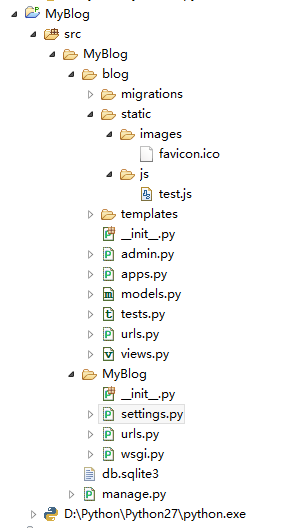 MyBlog
src
MyBlog
blog
migrations
static
images
favicon.ico
js
test.js
templates
__init__.py
admin.py
apps.py
models.py
tests.py
urls.py
views.py
MyBlog
__init__.py
settings.py
urls.py
wsgi.py
db.sqlite3
manage.py
D:\Python\Python27\python.exe